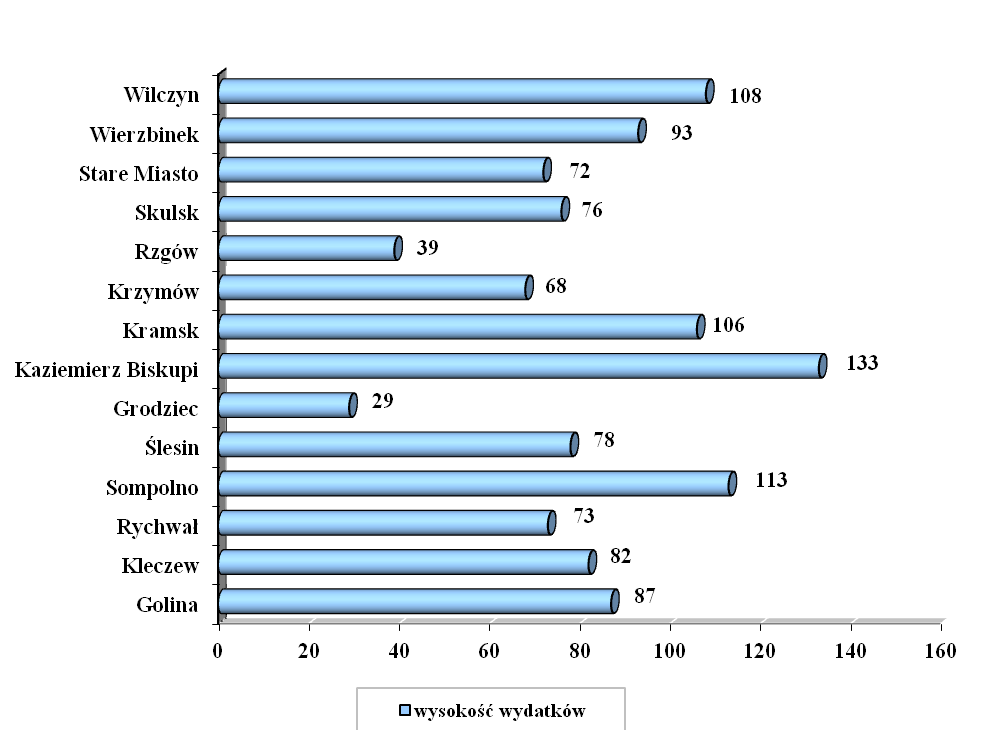 Wilczyn 108
Wierzbinek 93
Stare Miasto 72
Skulsk 76
Rzgów 39
Krzymów 68
Kramsk 106
Kaziemierz Biskupi 133
Grodziec 29
Ślesin 78
Sompolno 113
Rychwał 73
Kleczew 82
Golina 87
0 20 40 60 80 100 120 140 160
wysokość wydatków